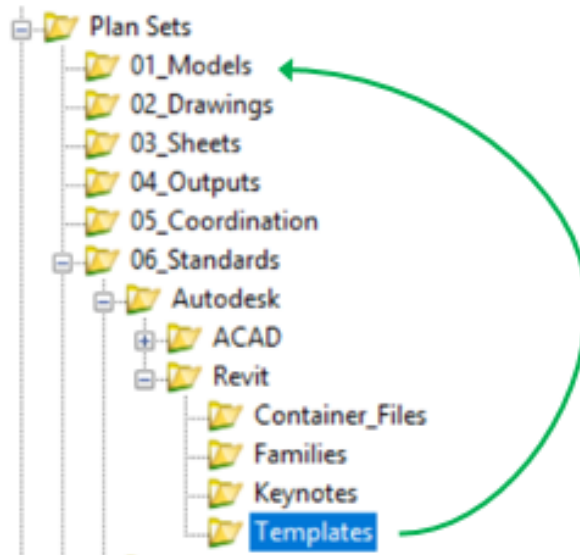 Plan Sets
01_Models
02_Drawings
03_Sheets
04_Outputs
05_Coordination
06_Standards
Autodesk
ACAD
Revit
Container_Files
Families
Keynotes
Templates